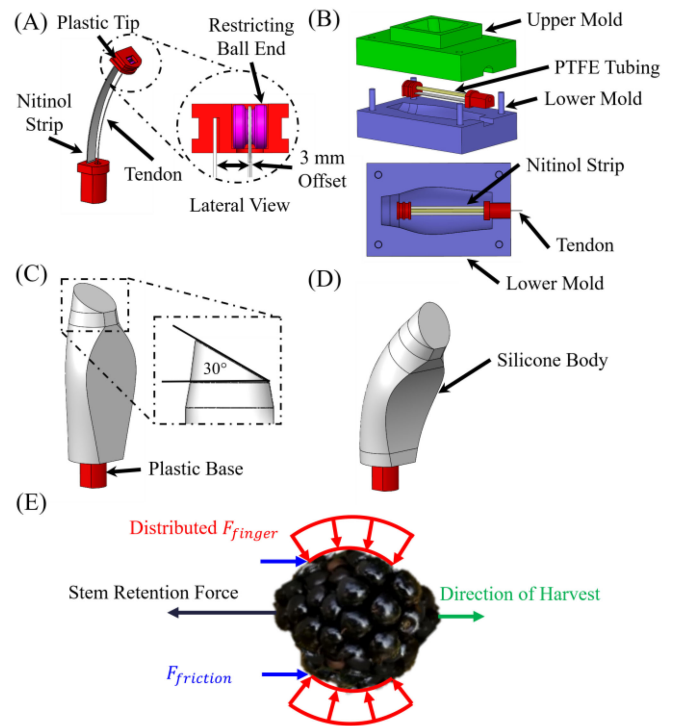 (A)
Plastic Tip
Restricting
Ball End
Nitinol
Strip
Tendon
3 mm
Offset
Lateral View
(B)
Upper Mold
PTFE Tubing
Lower Mold
Nitinol Strip
Tendon
Lower Mold
(C)
30°
Plastic Base
(D)
Silicone Body
(E)
Distributed F_finger
Stem Retention Force
Direction of Harvest
F_friction